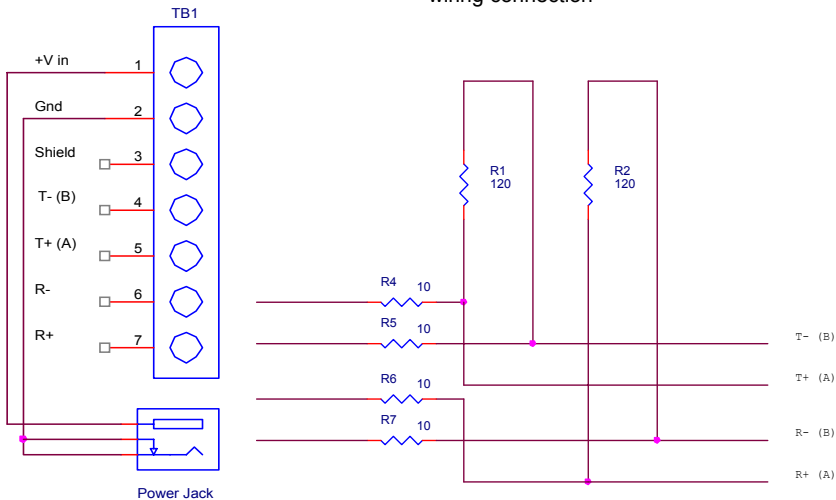 wiring connection
TB1
+V in
1
Gnd
2
Shield
3
T- (B)
4
T+ (A)
5
R-
6
R+
7
Power Jack
R1
120
R2
120
R4 10
R5 10
R6 10
R7 10
T- (B)
T+ (A)
R- (B)
R+ (A)